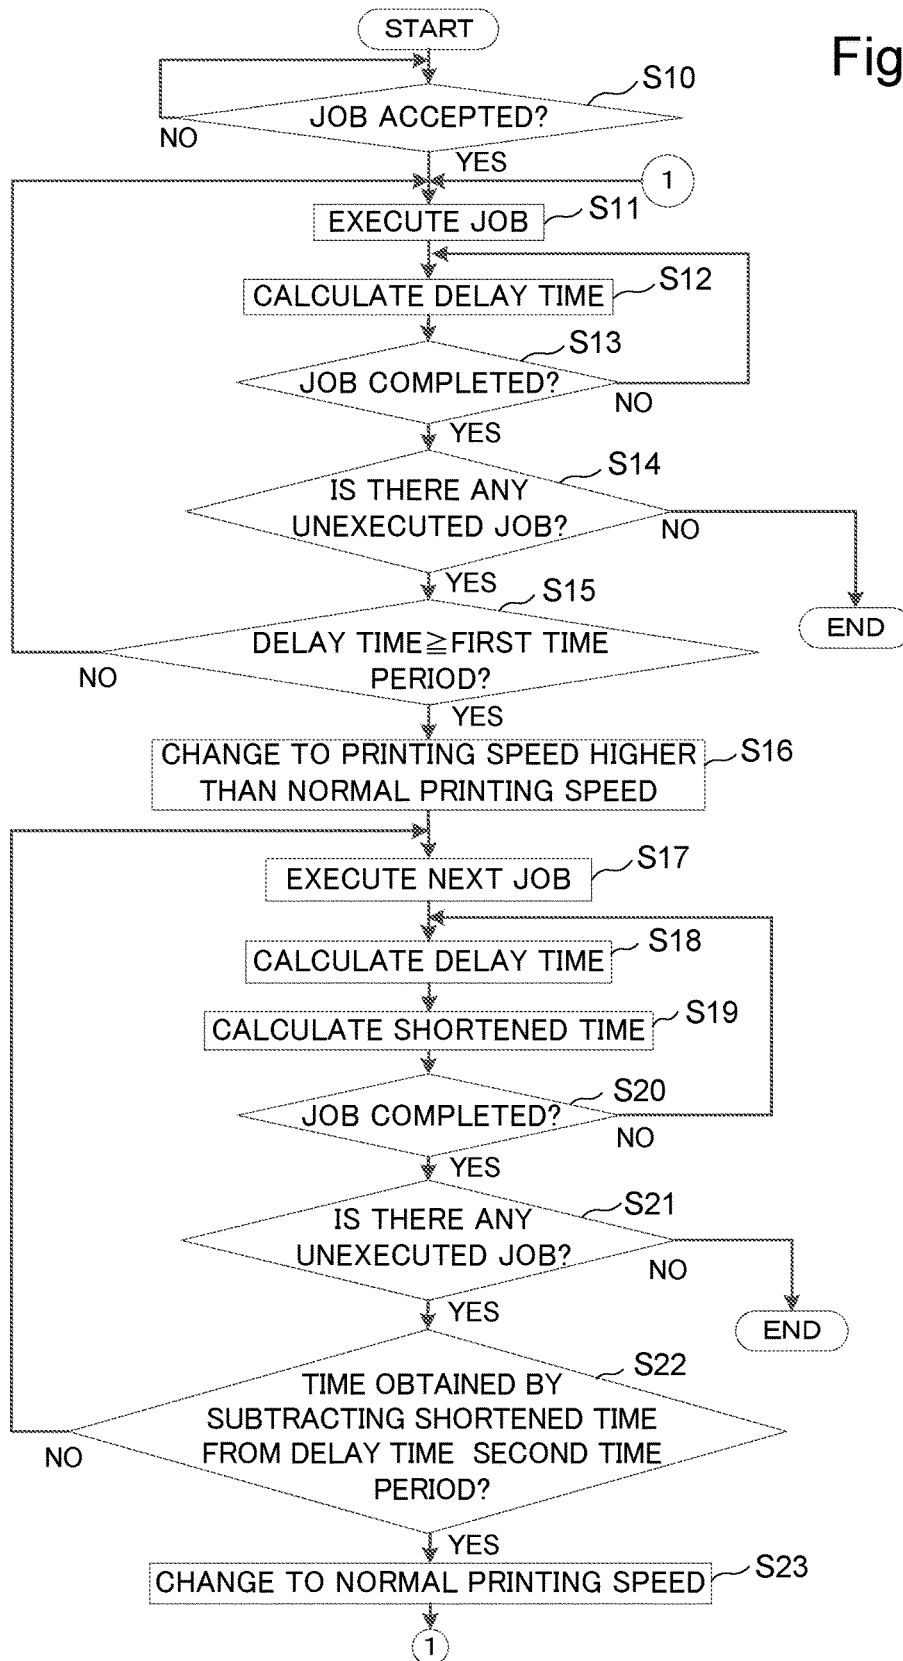 START
Fig
S10
JOB ACCEPTED?
NO
YES
1
S11
EXECUTE JOB
S12
CALCULATE DELAY TIME
S13
JOB COMPLETED?
NO
YES
S14
IS THERE ANY
UNEXECUTED JOB?
NO
YES
S15
END
DELAY TIME≧FIRST TIME
PERIOD?
NO
YES
S16
CHANGE TO PRINTING SPEED HIGHER
THAN NORMAL PRINTING SPEED
S17
EXECUTE NEXT JOB
S18
CALCULATE DELAY TIME
S19
CALCULATE SHORTENED TIME
S20
JOB COMPLETED?
NO
YES
S21
IS THERE ANY
UNEXECUTED JOB?
NO
YES
END
S22
TIME OBTAINED BY
SUBTRACTING SHORTENED TIME
FROM DELAY TIME SECOND TIME
PERIOD?
NO
YES
S23
CHANGE TO NORMAL PRINTING SPEED
1